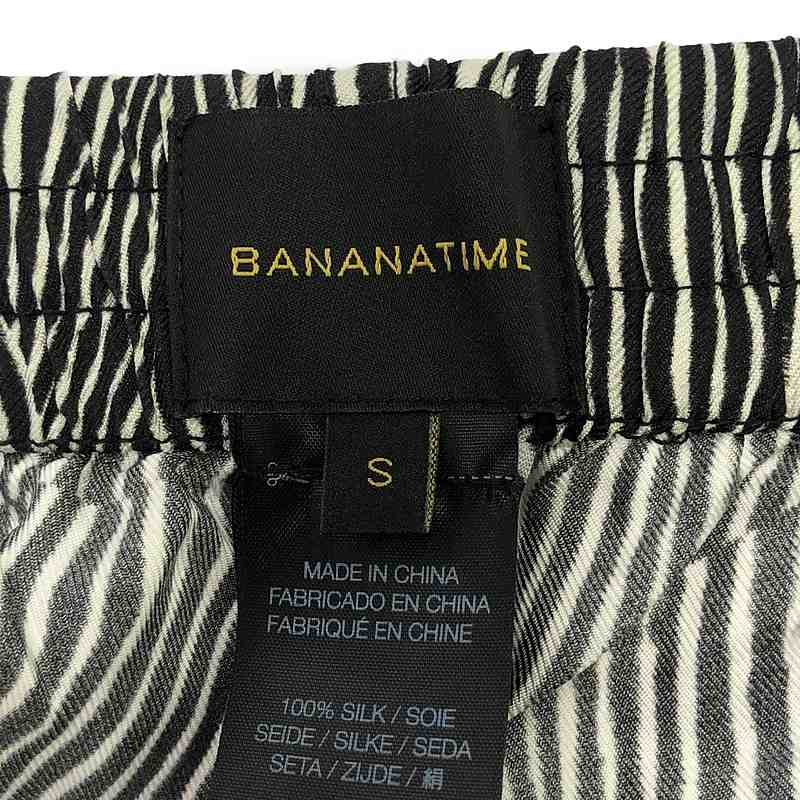 BANANATIME
S
MADE IN CHINA
FABRICADO EN CHINA
FABRIQUÉ EN CHINE
100% SILK / SOIE
SEIDE / SILKE / SEDA
SETA / ZIJDE / 絹